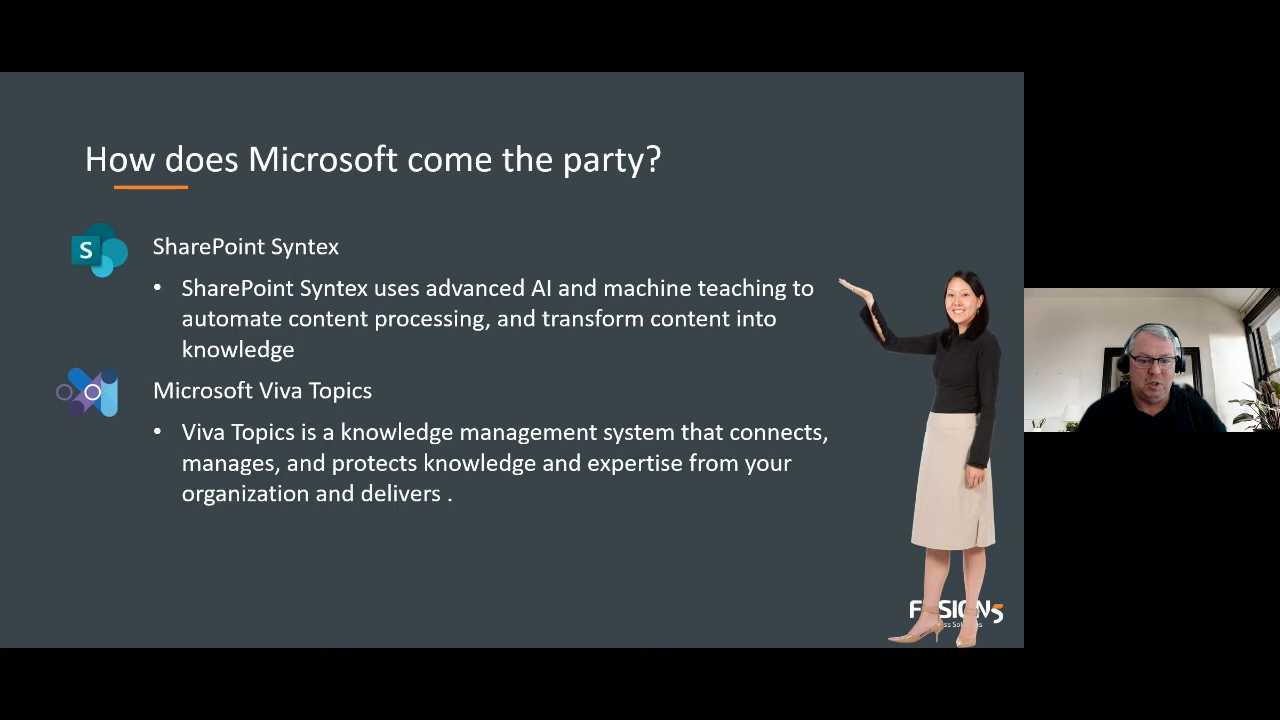 How does Microsoft come the party?
S
SharePoint Syntex
• SharePoint Syntex uses advanced AI and machine teaching to
automate content processing, and transform content into
knowledge
Microsoft Viva Topics
• Viva Topics is a knowledge management system that connects,
manages, and protects knowledge and expertise from your
organization and delivers .